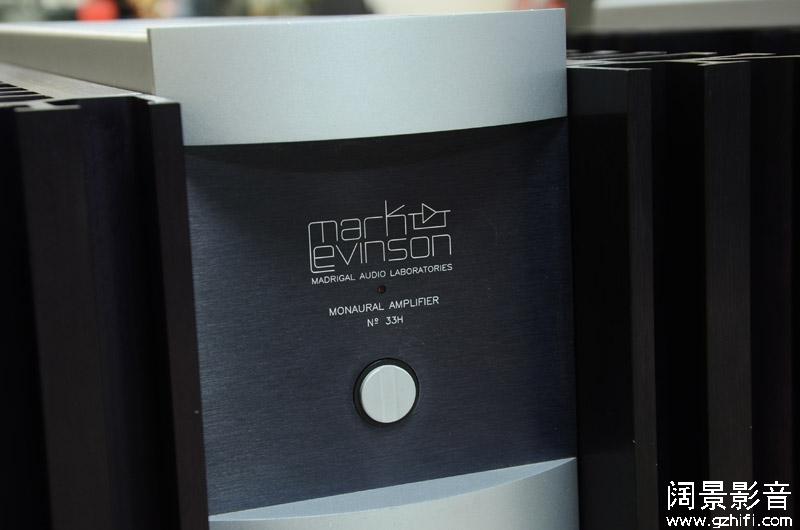 mark
Levinson
MADRIGAL AUDIO LABORATORIES
MONAURAL AMPLIFIER
Nº 33H
阔景影音
www.gzhifi.com